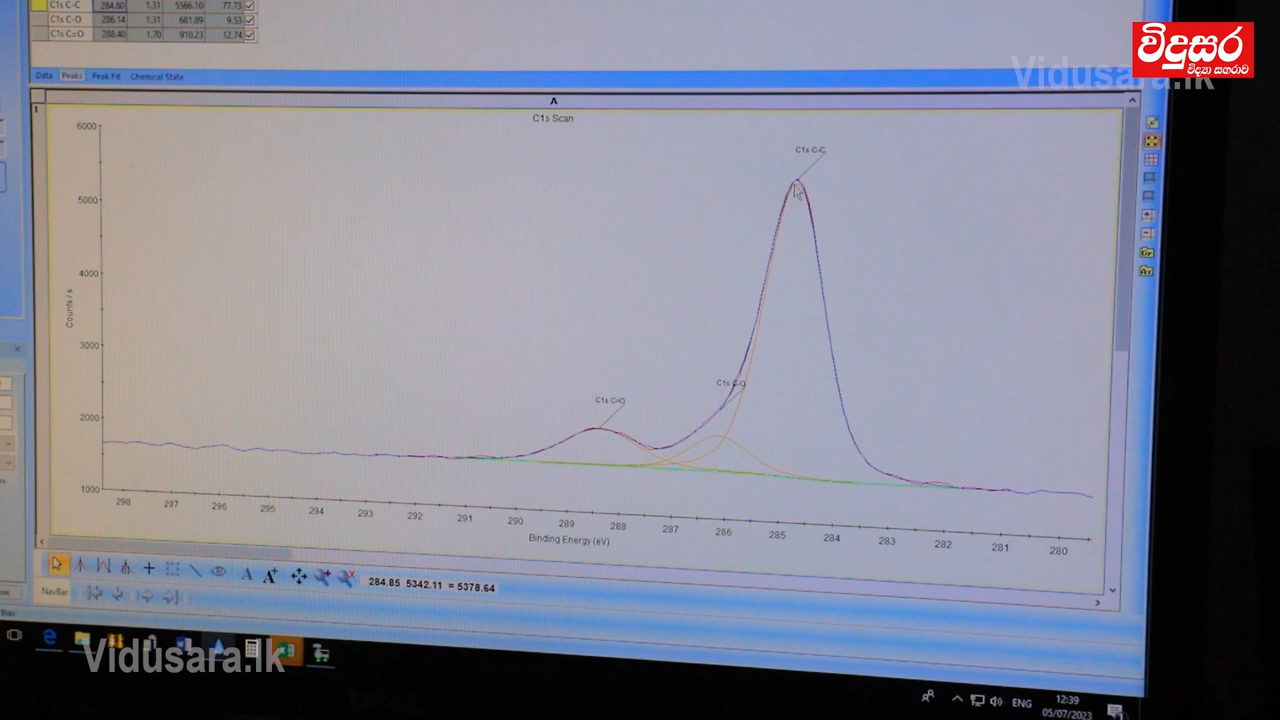 C1s C-C 284.80 1.31 5566.10 77.73
C1s C-O 286.14 1.31 681.89 9.53
C1s C=O 288.40 1.70 910.23 12.74
විදුසර
විද්‍යා සඟරාව
Vidusara.lk
Data Peaks Peak Fit Chemical State
A
1
C1s Scan
6000
C1s C-C
5000
4000
Counts / s
3000
C1s C-O
C1s C=O
2000
1000
298 297 296 295 294 293 292 291 290 289 288 287 286 285 284 283 282 281 280
Binding Energy (eV)
284.85 5342.11 = 5378.64
NavBar
Vidusara.lk
ENG
12:39
05/07/2023